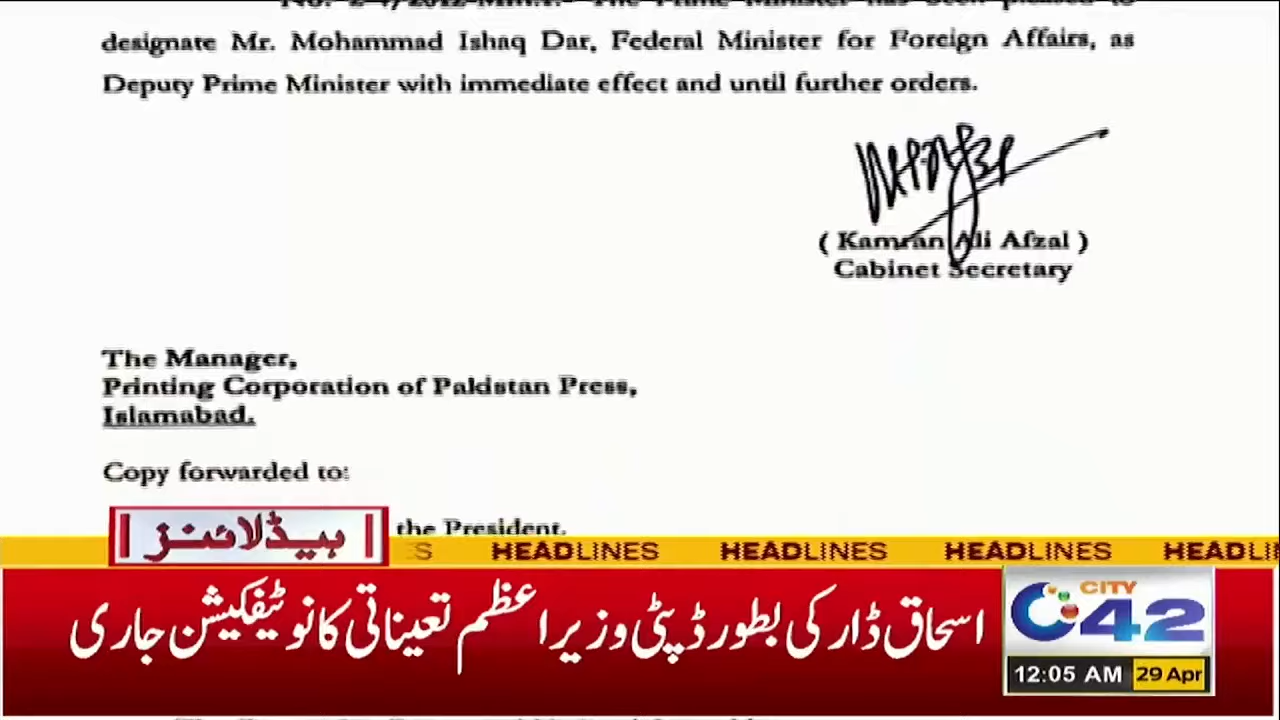 designate Mr. Mohammad Ishaq Dar, Federal Minister for Foreign Affairs, as
Deputy Prime Minister with immediate effect and until further orders.
( Kamran Ali Afzal )
Cabinet Secretary
The Manager,
Printing Corporation of Pakistan Press,
Islamabad.
Copy forwarded to:
the President.
ہیڈلائنز
HEADLINES HEADLINES HEADLINES
اسحاق ڈار کی بطور ڈپٹی وزیراعظم تعیناتی کا نوٹیفکیشن جاری
CITY
42
12:05 AM 29 Apr